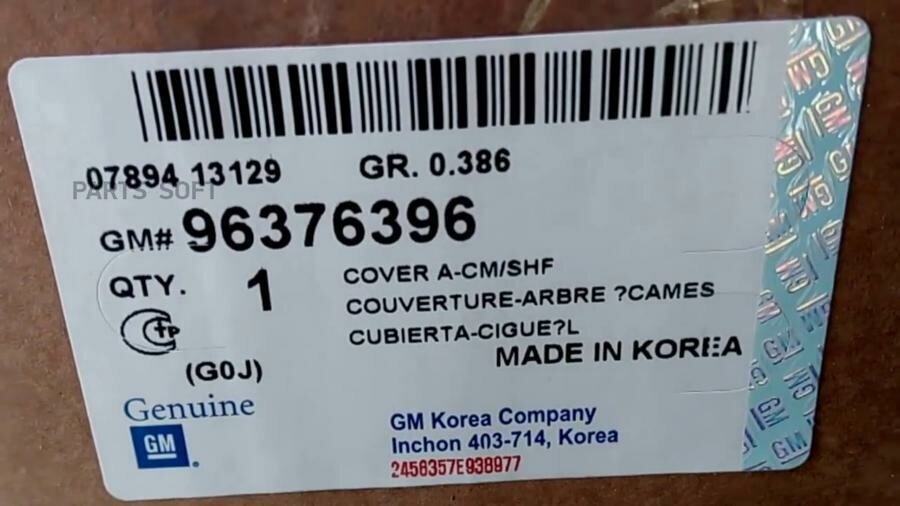 07894 13129 GR. 0.386
PARTS SOFT
GM# 96376396
QTY. 1
COVER A-CM/SHF
COUVERTURE-ARBRE ?CAMES
CUBIERTA-CIGUE?L
MADE IN KOREA
(G0J)
Genuine
GM
GM Korea Company
Inchon 403-714, Korea
2456357E938977